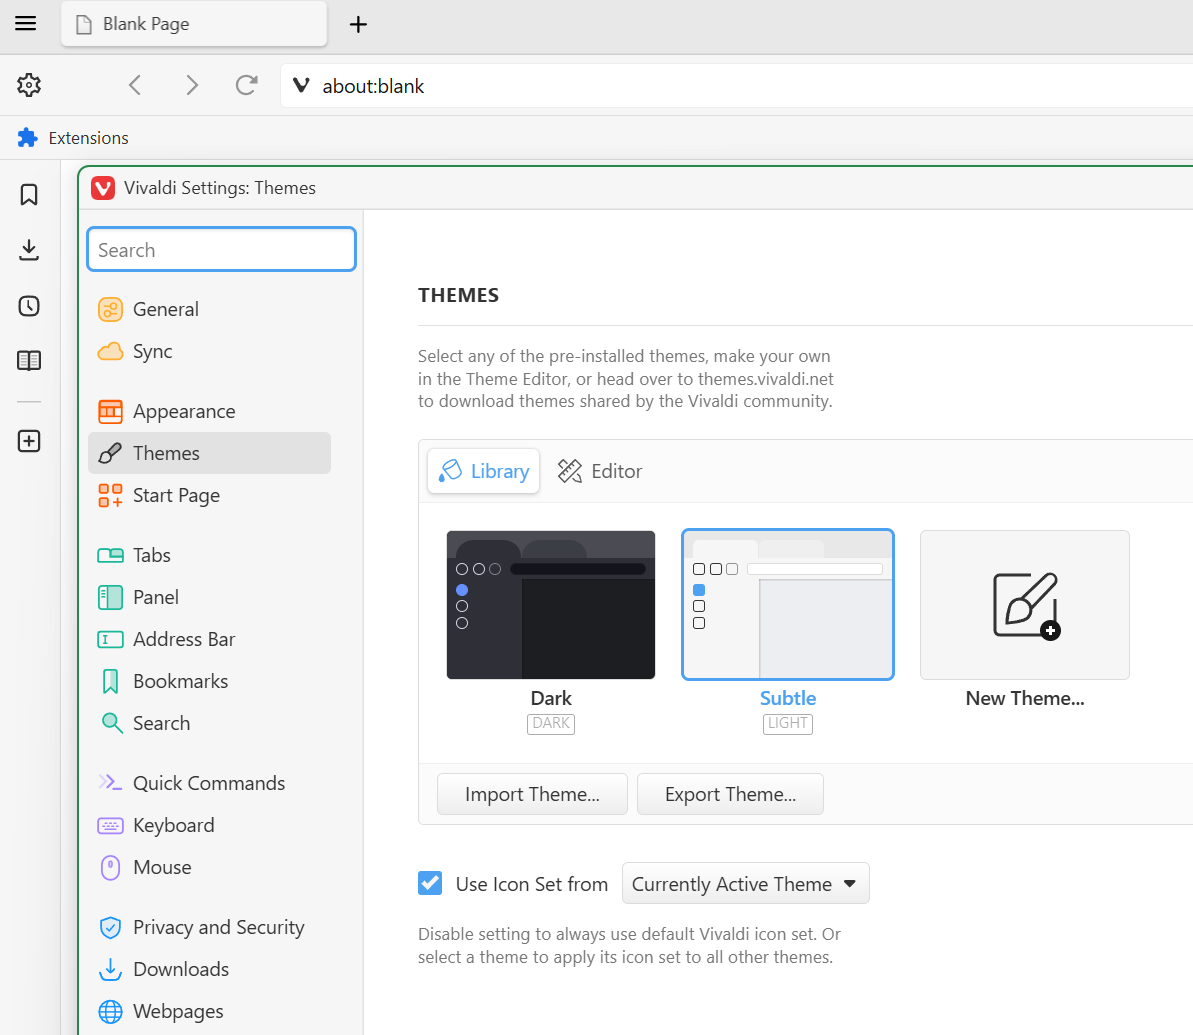 Blank Page
about:blank
Extensions
Vivaldi Settings: Themes
Search
General
Sync
Appearance
Themes
Start Page
Tabs
Panel
Address Bar
Bookmarks
Search
Quick Commands
Keyboard
Mouse
Privacy and Security
Downloads
Webpages
THEMES
Select any of the pre-installed themes, make your own
in the Theme Editor, or head over to themes.vivaldi.net
to download themes shared by the Vivaldi community.
Library Editor
Dark Subtle New Theme...
DARK LIGHT
Import Theme... Export Theme...
Use Icon Set from Currently Active Theme
Disable setting to always use default Vivaldi icon set. Or
select a theme to apply its icon set to all other themes.